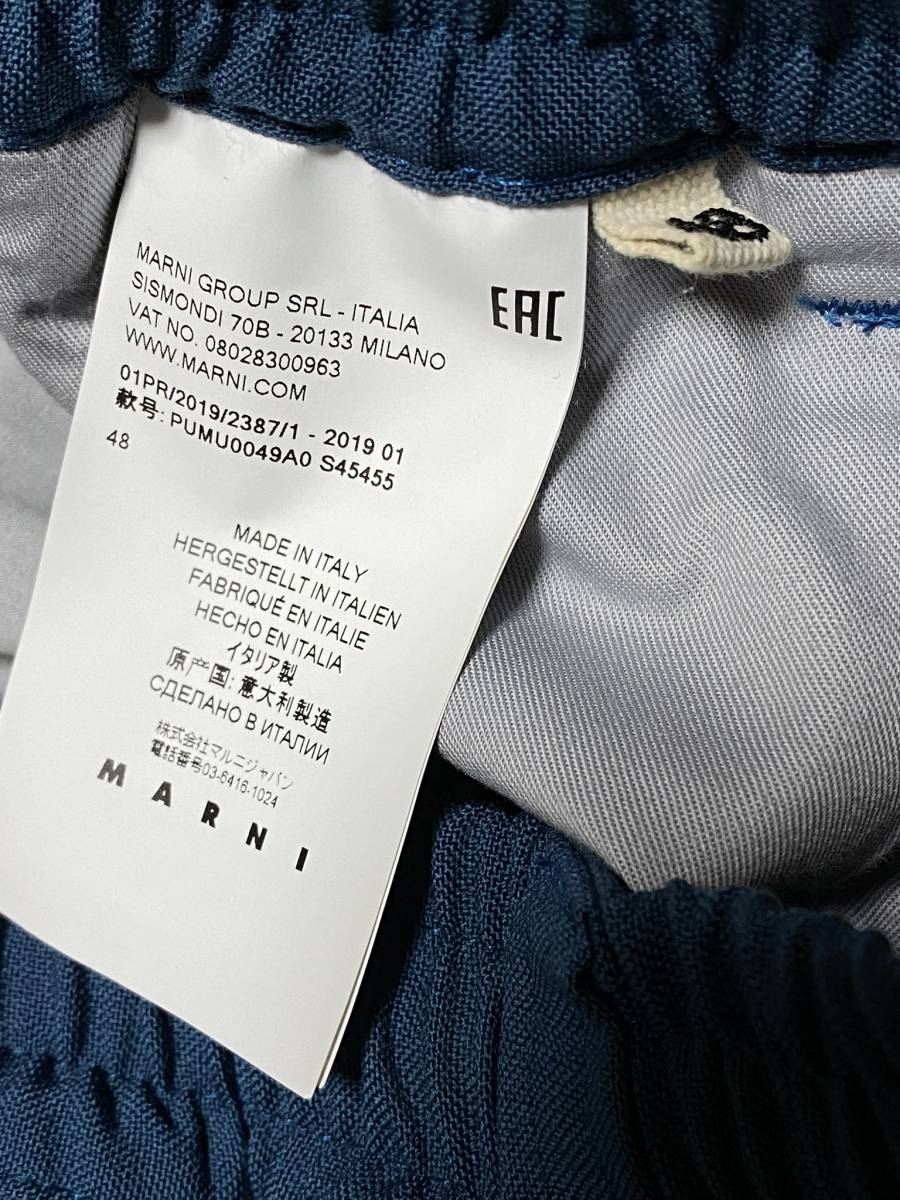 MARNI GROUP SRL - ITALIA
SISMONDI 70B - 20133 MILANO
VAT NO. 08028300963
WWW.MARNI.COM
EAC
01PR/2019/2387/1 - 2019 01
款号: PUMU0049A0 S45455
48
MADE IN ITALY
HERGESTELLT IN ITALIEN
FABRIQUÉ EN ITALIE
HECHO EN ITALIA
イタリア製
原产国: 意大利製造
СДЕЛАНО В ИТАЛИИ
株式会社マルニジャパン
電話番号03-6416-1024
MARNI